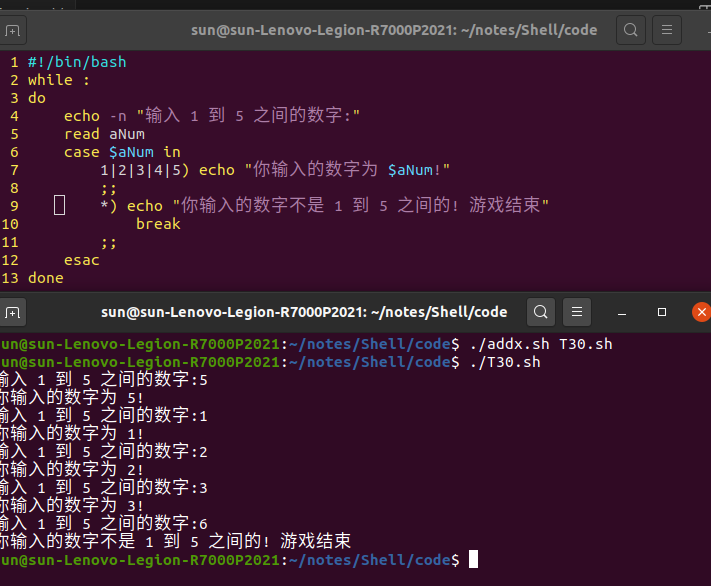 sun@sun-Lenovo-Legion-R7000P2021: ~/notes/Shell/code
1 #!/bin/bash
2 while :
3 do
4     echo -n "输入 1 到 5 之间的数字:"
5     read aNum
6     case $aNum in
7         1|2|3|4|5) echo "你输入的数字为 $aNum!"
8         ;;
9         *) echo "你输入的数字不是 1 到 5 之间的! 游戏结束"
10             break
11         ;;
12     esac
13 done
sun@sun-Lenovo-Legion-R7000P2021: ~/notes/Shell/code
un@sun-Lenovo-Legion-R7000P2021:~/notes/Shell/code$ ./addx.sh T30.sh
un@sun-Lenovo-Legion-R7000P2021:~/notes/Shell/code$ ./T30.sh
输入 1 到 5 之间的数字:5
你输入的数字为 5!
输入 1 到 5 之间的数字:1
你输入的数字为 1!
输入 1 到 5 之间的数字:2
你输入的数字为 2!
输入 1 到 5 之间的数字:3
你输入的数字为 3!
输入 1 到 5 之间的数字:6
你输入的数字不是 1 到 5 之间的! 游戏结束
un@sun-Lenovo-Legion-R7000P2021:~/notes/Shell/code$